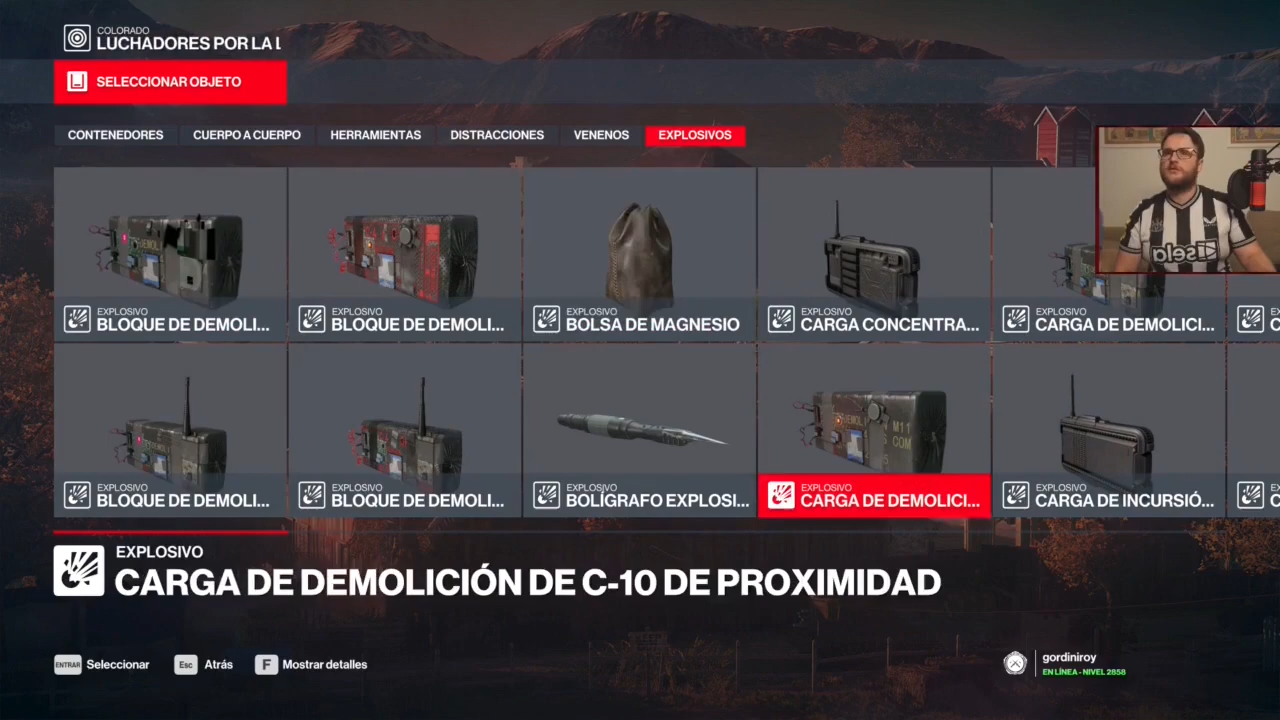 COLORADO
LUCHADORES POR LA L
SELECCIONAR OBJETO
CONTENEDORES
CUERPO A CUERPO
HERRAMIENTAS
DISTRACCIONES
VENENOS
EXPLOSIVOS
EXPLOSIVO
BLOQUE DE DEMOLI...
EXPLOSIVO
BLOQUE DE DEMOLI...
EXPLOSIVO
BOLSA DE MAGNESIO
EXPLOSIVO
CARGA CONCENTRA...
EXPLOSIVO
CARGA DE DEMOLICI...
EXPLOSIVO
BLOQUE DE DEMOLI...
EXPLOSIVO
BLOQUE DE DEMOLI...
EXPLOSIVO
BOLÍGRAFO EXPLOSI...
EXPLOSIVO
CARGA DE DEMOLICI...
EXPLOSIVO
CARGA DE INCURSIÓ...
EXPLOSIVO
CARGA DE DEMOLICIÓN DE C-10 DE PROXIMIDAD
ENTRAR Seleccionar
Esc Atrás
F Mostrar detalles
gordiniroy
EN LÍNEA - NIVEL 2858